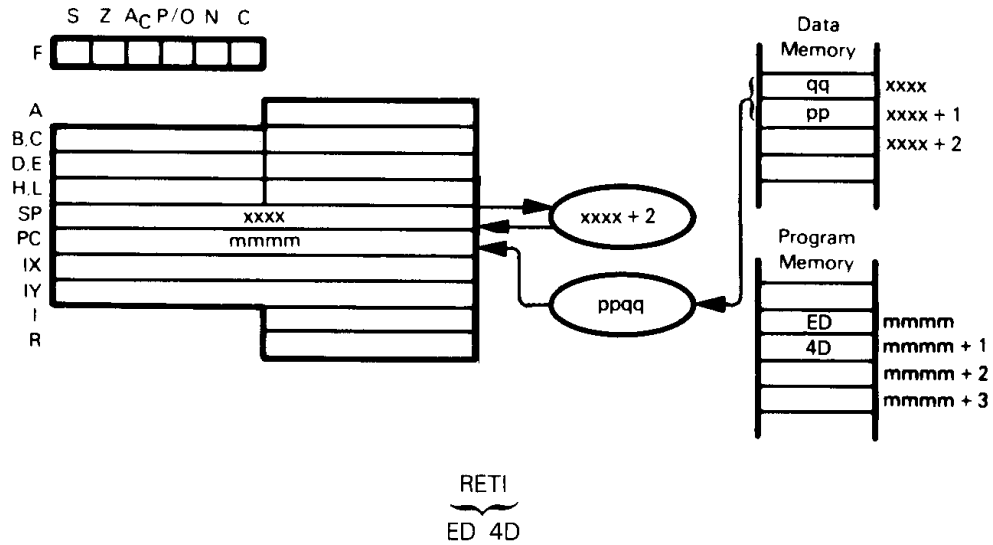 S Z AC P/O N C
F
A
B,C
D,E
H,L
SP
PC
IX
IY
I
R
xxxx
mmmm
xxxx + 2
ppqq
Data
Memory
qq xxxx
pp xxxx + 1
xxxx + 2
Program
Memory
ED mmmm
4D mmmm + 1
mmmm + 2
mmmm + 3
RETI
ED 4D